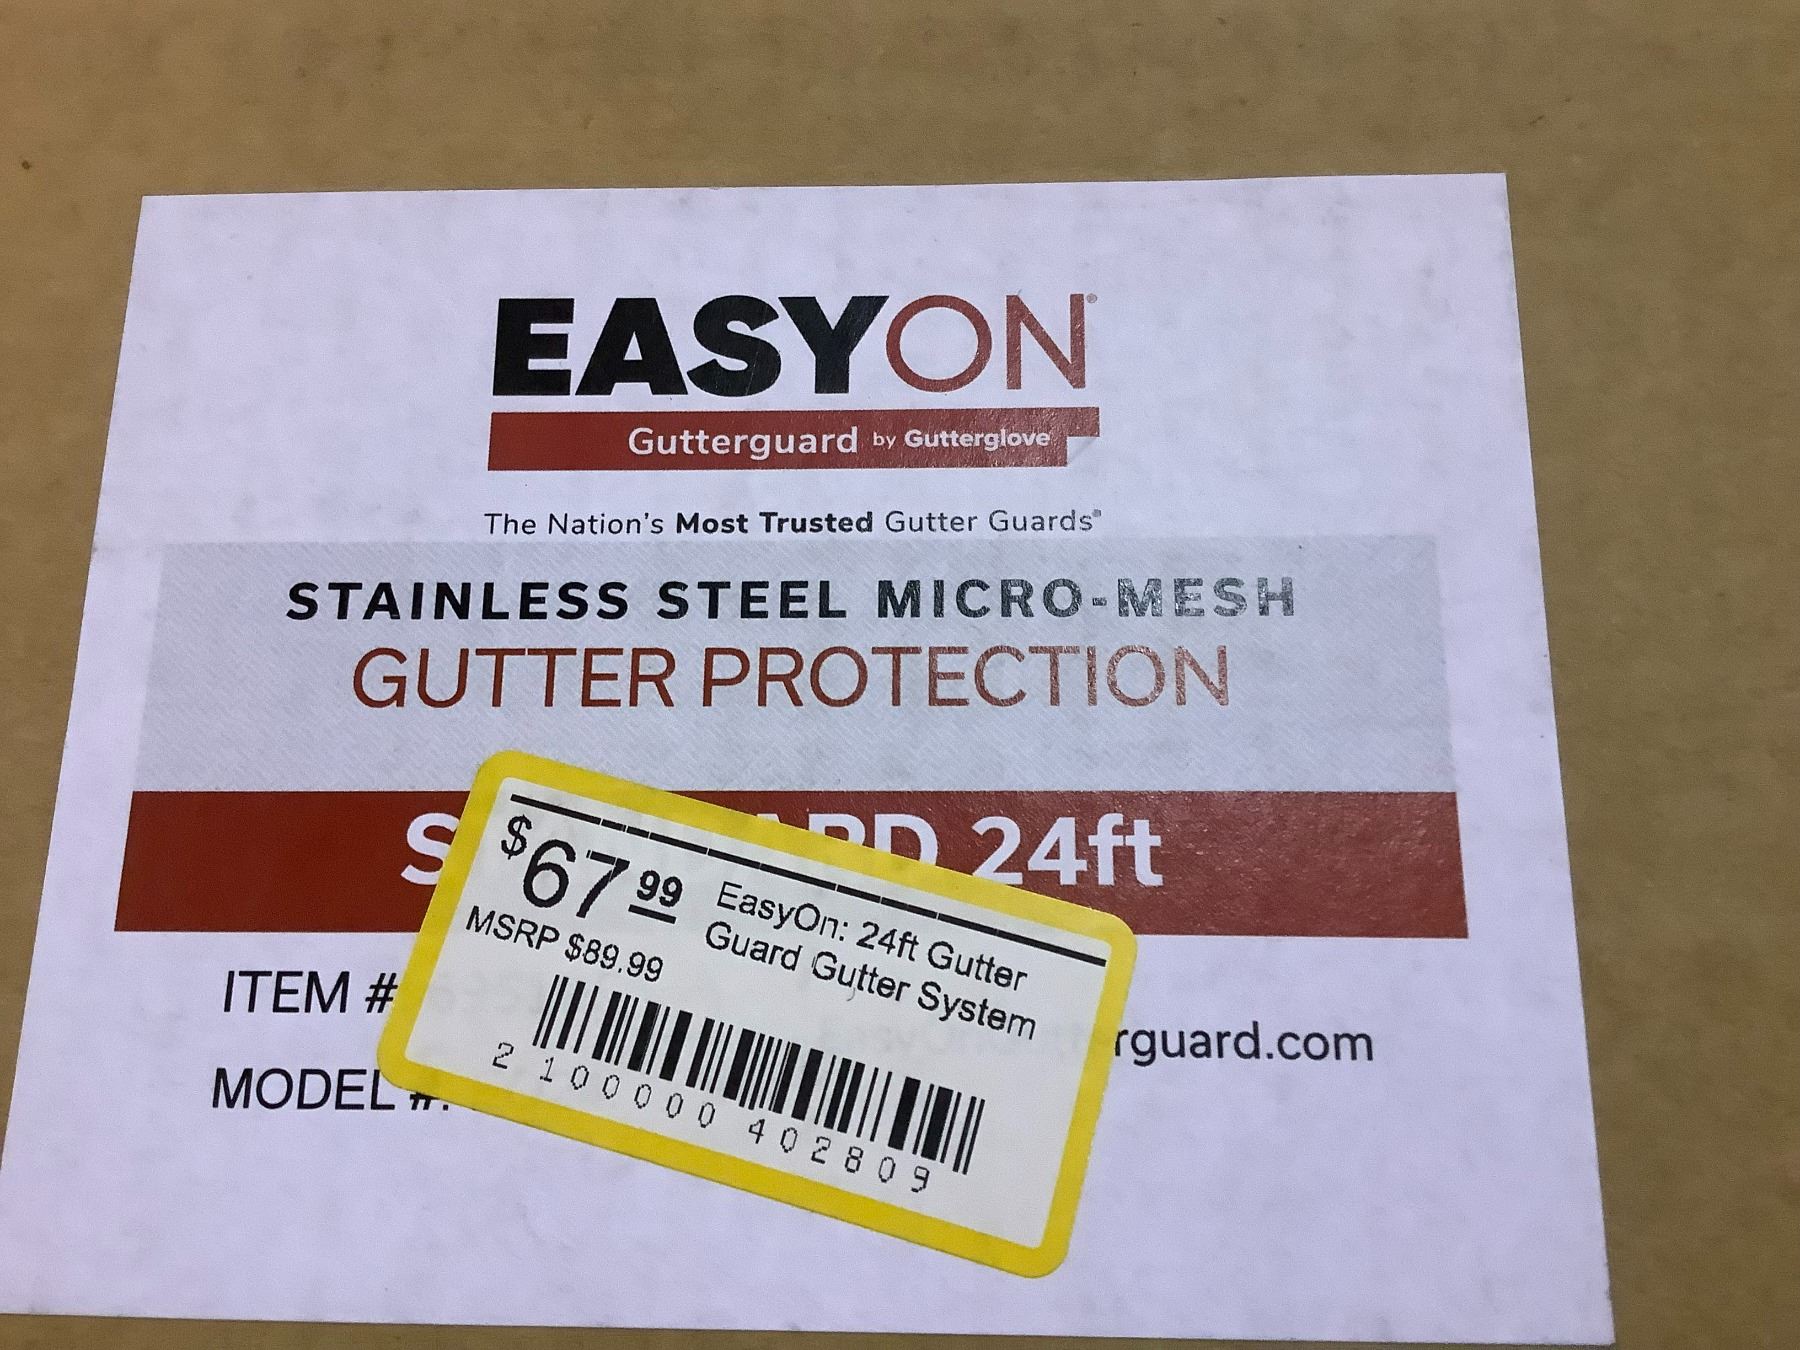 EASYON®
Gutterguard by Gutterglove
The Nation's Most Trusted Gutter Guards®
STAINLESS STEEL MICRO-MESH
GUTTER PROTECTION
24ft
$67.99
MSRP $89.99
EasyOn: 24ft Gutter
Guard Gutter System
2 100000 402809
ITEM #
rguard.com
MODEL #: